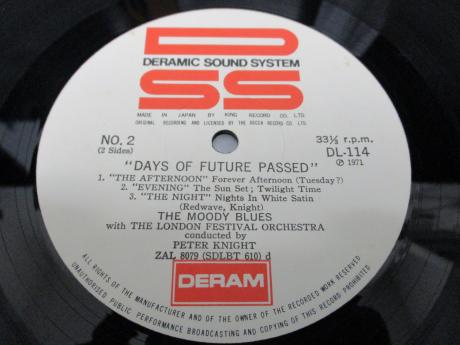 DSS
DERAMIC SOUND SYSTEM
MADE IN JAPAN BY KING RECORD CO. LTD.
ORIGINAL RECORDING AND LICENSED BY THE DECCA RECORD CO. LTD.
NO. 2
(2 Sides)
33⅓ r.p.m.
DL-114
℗ 1971
"DAYS OF FUTURE PASSED"
1. "THE AFTERNOON" Forever Afternoon (Tuesday?)
2. "EVENING" The Sun Set; Twilight Time
3. "THE NIGHT" Nights In White Satin
(Redwave, Knight)
THE MOODY BLUES
with THE LONDON FESTIVAL ORCHESTRA
conducted by
PETER KNIGHT
ZAL 8079 (SDLBT 610) d
DERAM
ALL RIGHTS OF THE MANUFACTURER AND OF THE OWNER OF THE RECORDED WORK RESERVED
UNAUTHORISED PUBLIC PERFORMANCE BROADCASTING AND COPYING OF THIS RECORD PROHIBITED